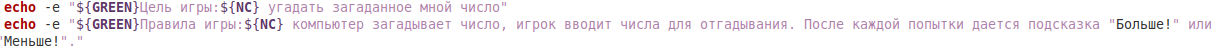 echo -e "${GREEN}Цель игры:${NC} угадать загаданное мной число"
echo -e "${GREEN}Правила игры:${NC} компьютер загадывает число, игрок вводит числа для отгадывания. После каждой попытки дается подсказка "Больше!" или
"Меньше!"."